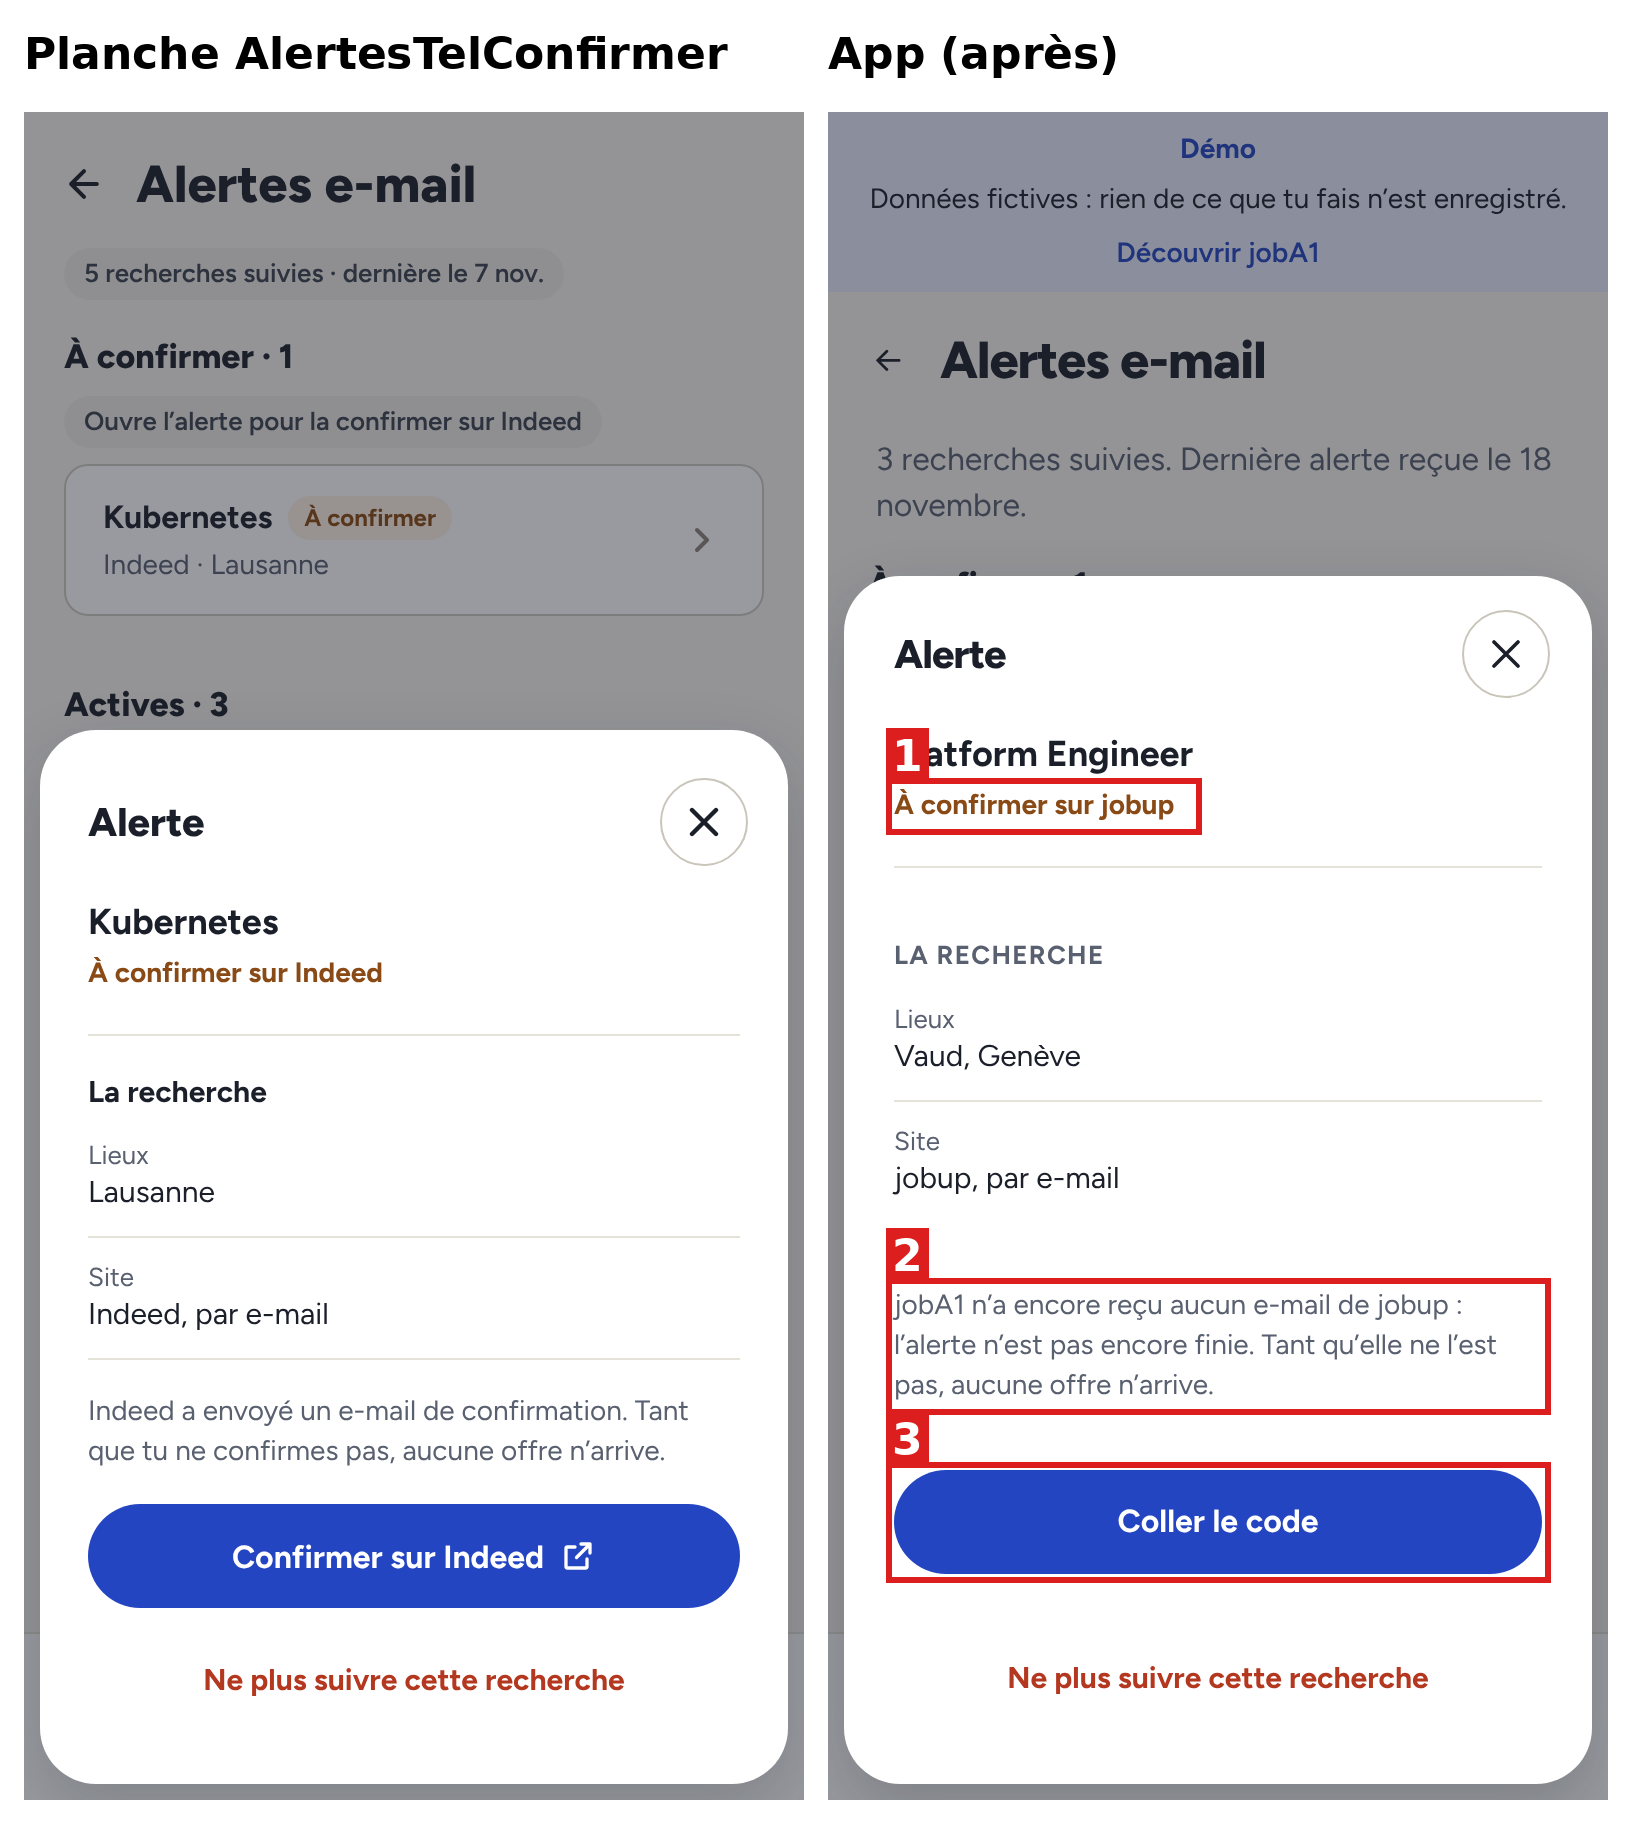 Planche AlertesTelConfirmer
Alertes e-mail
5 recherches suivies · dernière le 7 nov.
À confirmer · 1
Ouvre l’alerte pour la confirmer sur Indeed
Kubernetes À confirmer
Indeed · Lausanne
Actives · 3
Alerte
Kubernetes
À confirmer sur Indeed
La recherche
Lieux
Lausanne
Site
Indeed, par e-mail
Indeed a envoyé un e-mail de confirmation. Tant
que tu ne confirmes pas, aucune offre n’arrive.
Confirmer sur Indeed
Ne plus suivre cette recherche
App (après)
Démo
Données fictives : rien de ce que tu fais n’est enregistré.
Découvrir jobA1
Alertes e-mail
3 recherches suivies. Dernière alerte reçue le 18
novembre.
Alerte
1
atform Engineer
À confirmer sur jobup
LA RECHERCHE
Lieux
Vaud, Genève
Site
jobup, par e-mail
2
jobA1 n’a encore reçu aucun e-mail de jobup :
l’alerte n’est pas encore finie. Tant qu’elle ne l’est
pas, aucune offre n’arrive.
3
Coller le code
Ne plus suivre cette recherche